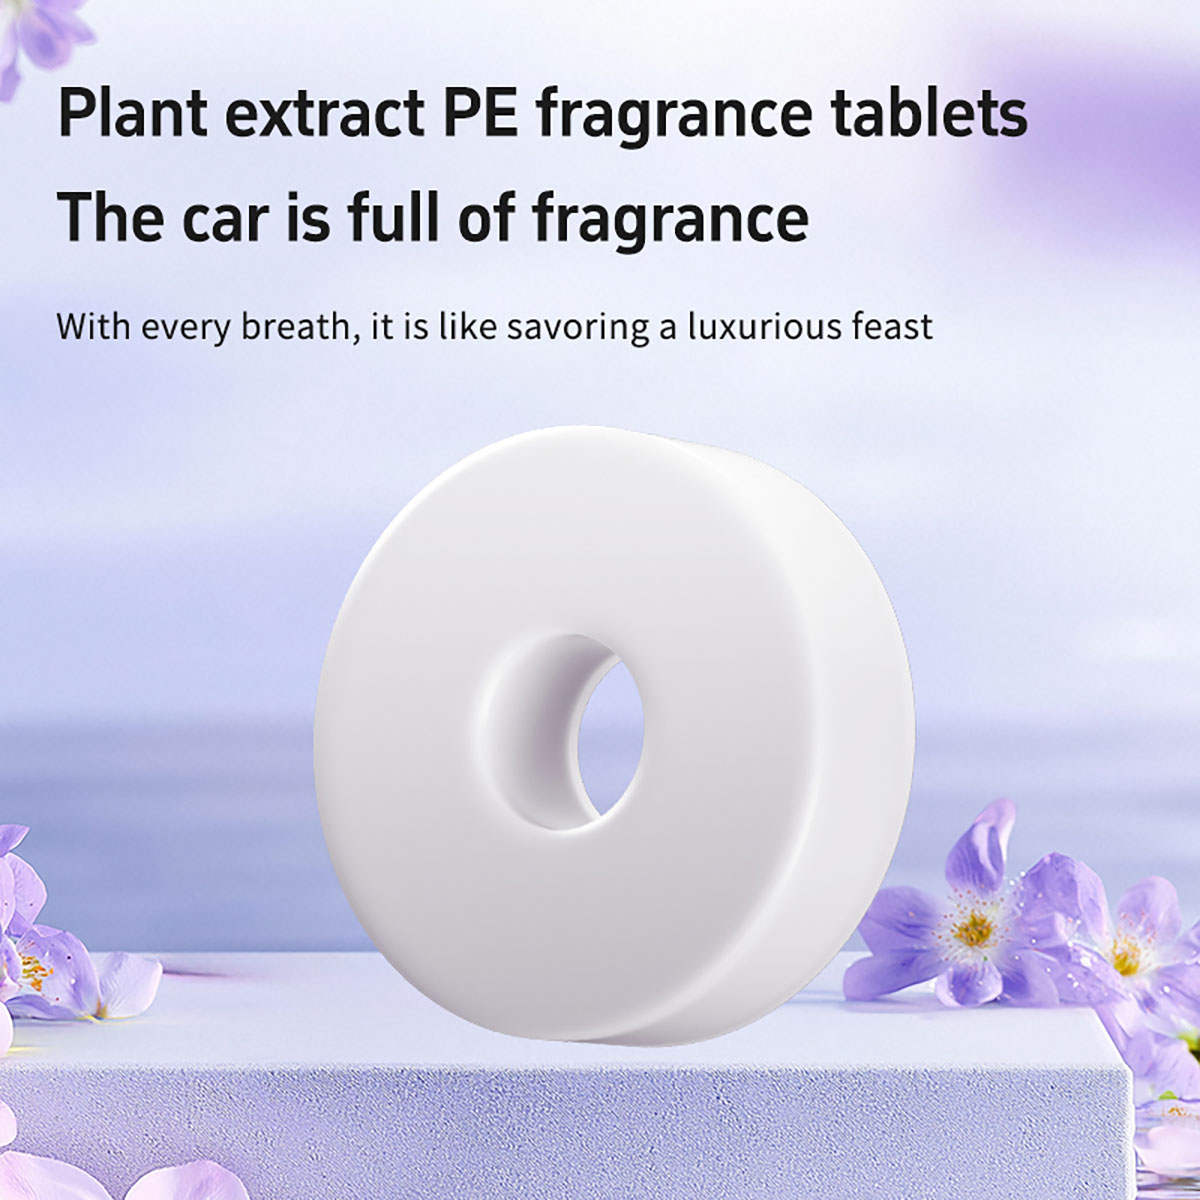 Plant extract PE fragrance tablets
The car is full of fragrance
With every breath, it is like savoring a luxurious feast